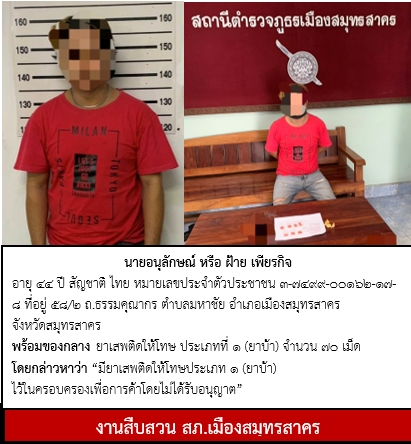 สถานีตำรวจภูธรเมืองสมุทรสาคร
160 160
150 150
140 140
130 130
120 120
MILAN
TOKYO
SEOUL
นายอนุลักษณ์ หรือ ฝ้าย เพียรกิจ
อายุ ๔๔ ปี สัญชาติ ไทย หมายเลขประจำตัวประชาชน ๓-๗๔๙๙-๐๐๑๖๒-๑๗-
๘ ที่อยู่ ๕๘/๒ ถ.ธรรมคุณากร ตำบลมหาชัย อำเภอเมืองสมุทรสาคร
จังหวัดสมุทรสาคร
พร้อมของกลาง ยาเสพติดให้โทษ ประเภทที่ ๑ (ยาบ้า) จำนวน ๗๐ เม็ด
โดยกล่าวหาว่า “มียาเสพติดให้โทษประเภท ๑ (ยาบ้า)
ไว้ในครอบครองเพื่อการค้าโดยไม่ได้รับอนุญาต”
งานสืบสวน สภ.เมืองสมุทรสาคร